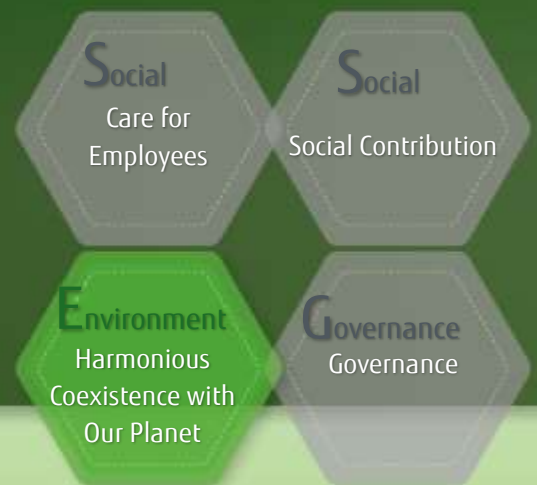 Social
Care for
Employees
Social
Social Contribution
Environment
Harmonious
Coexistence with
Our Planet
Governance
Governance